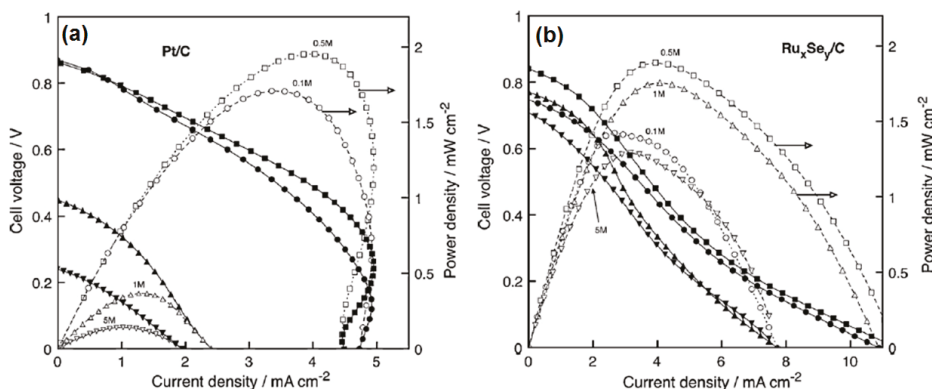 (a)
Pt/C
0.5M
0.1M
1M
5M
1
0.8
0.6
0.4
0.2
0
2
1.5
1
0.5
0
0
1
2
3
4
5
Cell voltage / V
Power density / mW cm-2
Current density / mA cm-2
(b)
RuxSey/C
0.5M
1M
0.1M
5M
1
0.8
0.6
0.4
0.2
0
2
1.5
1
0.5
0
0
2
4
6
8
10
Cell voltage / V
Power density / mW cm-2
Current density / mA cm-2